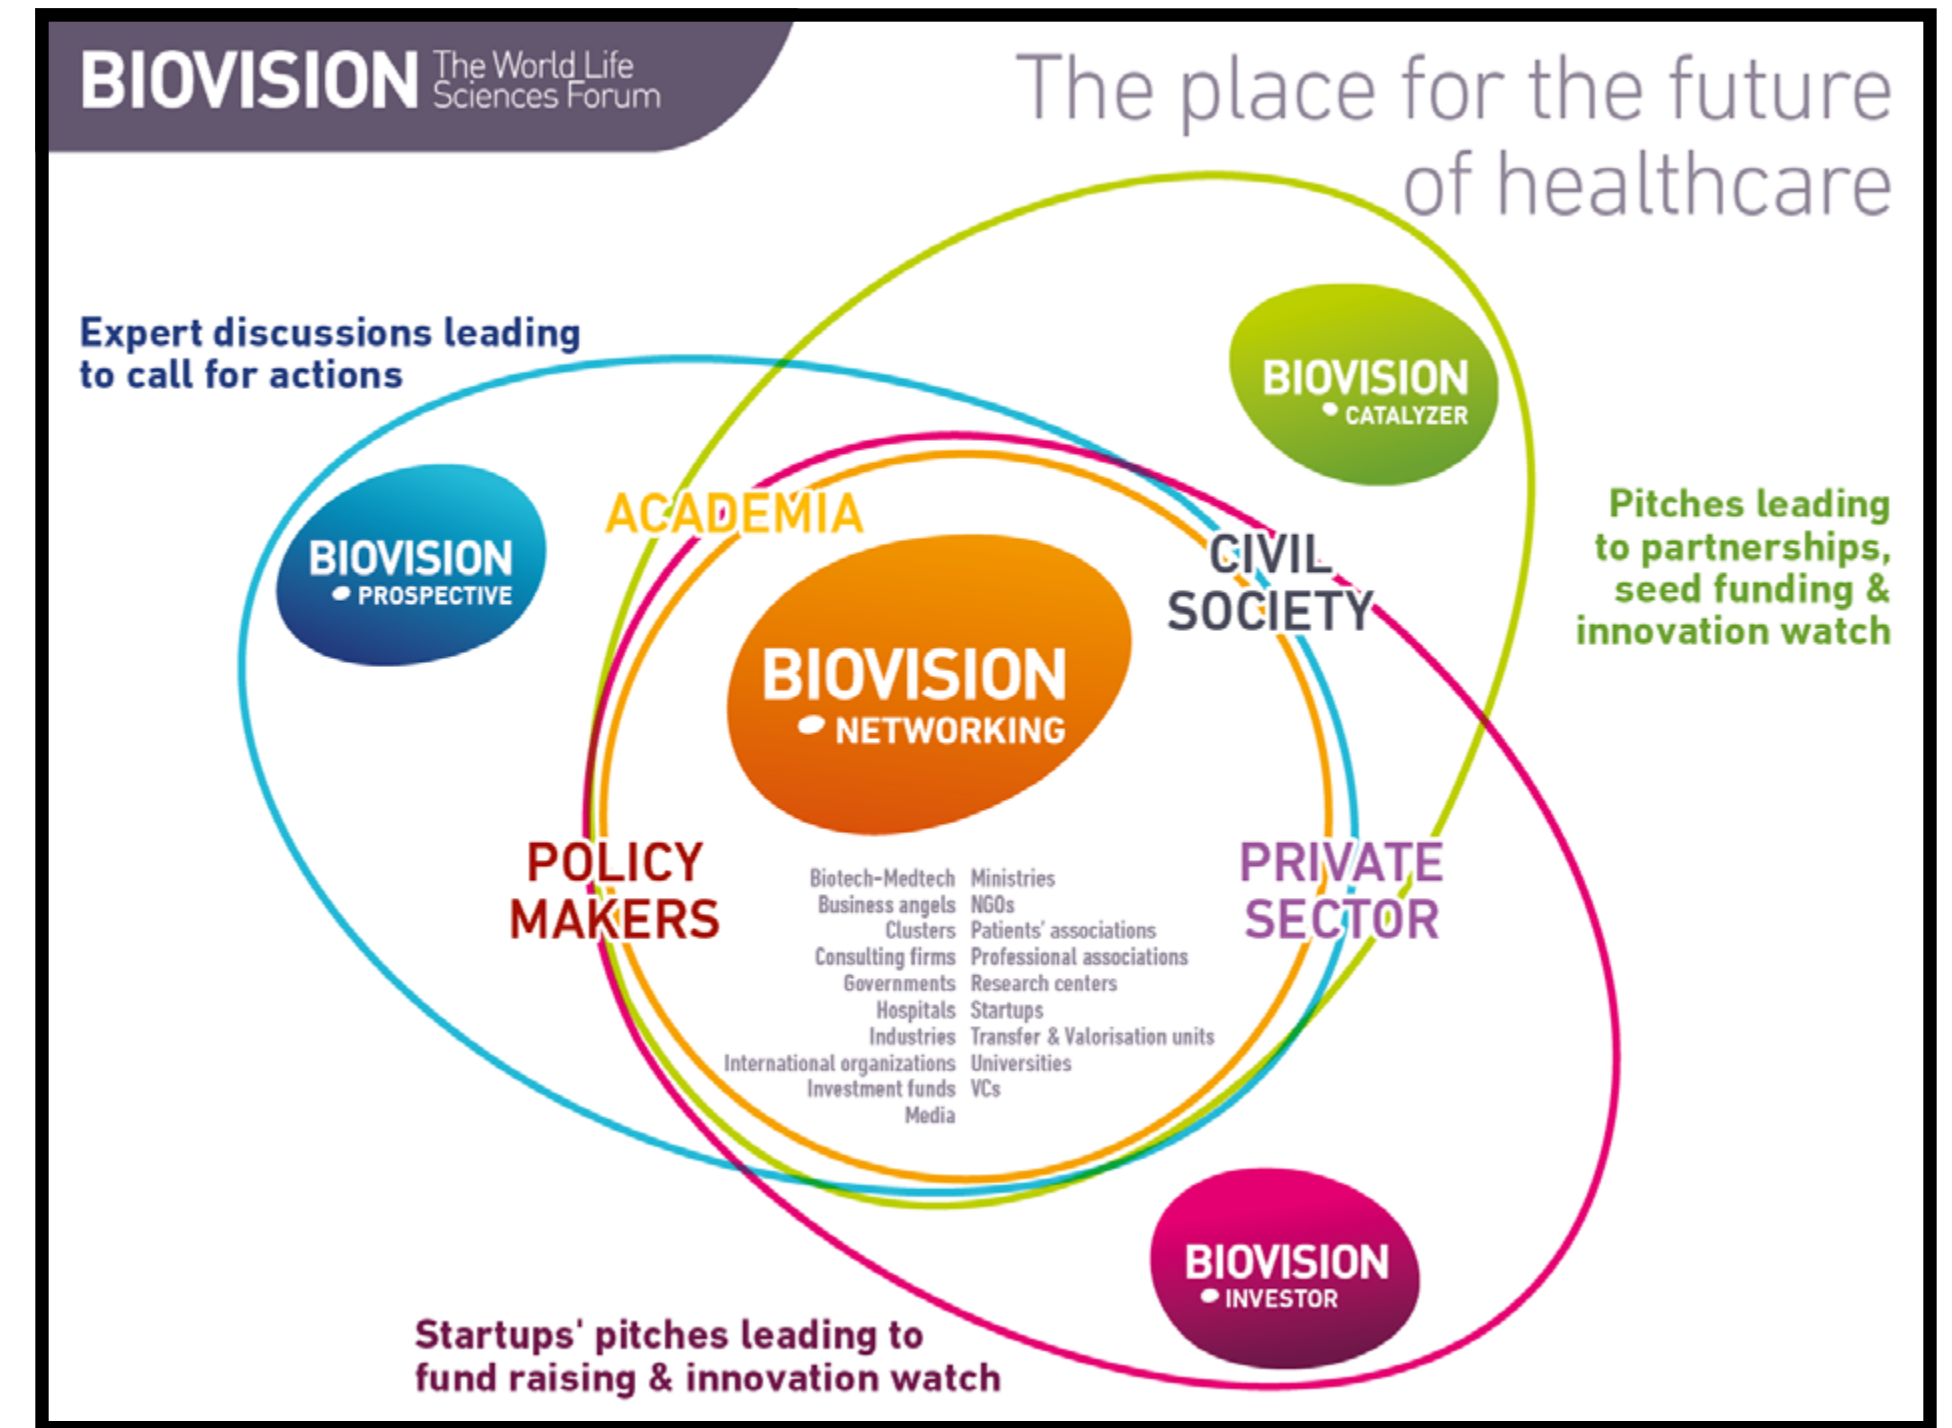 BIOVISION The World Life
Sciences Forum
The place for the future
of healthcare
Expert discussions leading
to call for actions
BIOVISION
CATALYZER
BIOVISION
PROSPECTIVE
ACADEMIA
Pitches leading
to partnerships,
seed funding &
innovation watch
CIVIL
SOCIETY
BIOVISION
NETWORKING
POLICY
MAKERS
PRIVATE
SECTOR
Biotech-Medtech Ministries
Business angels NGOs
Clusters Patients' associations
Consulting firms Professional associations
Governments Research centers
Hospitals Startups
Industries Transfer & Valorisation units
International organizations Universities
Investment funds VCs
Media
BIOVISION
INVESTOR
Startups' pitches leading to
fund raising & innovation watch